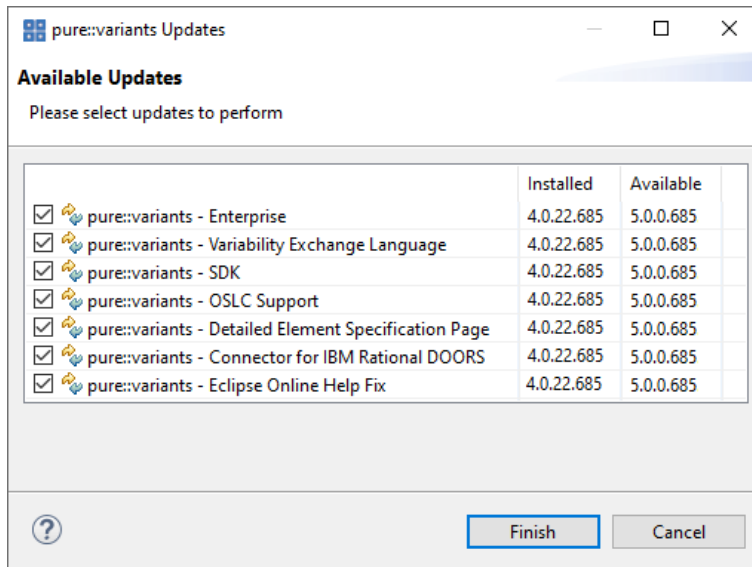 pure::variants Updates
Available Updates
Please select updates to perform
Installed Available
pure::variants - Enterprise 4.0.22.685 5.0.0.685
pure::variants - Variability Exchange Language 4.0.22.685 5.0.0.685
pure::variants - SDK 4.0.22.685 5.0.0.685
pure::variants - OSLC Support 4.0.22.685 5.0.0.685
pure::variants - Detailed Element Specification Page 4.0.22.685 5.0.0.685
pure::variants - Connector for IBM Rational DOORS 4.0.22.685 5.0.0.685
pure::variants - Eclipse Online Help Fix 4.0.22.685 5.0.0.685
? Finish Cancel